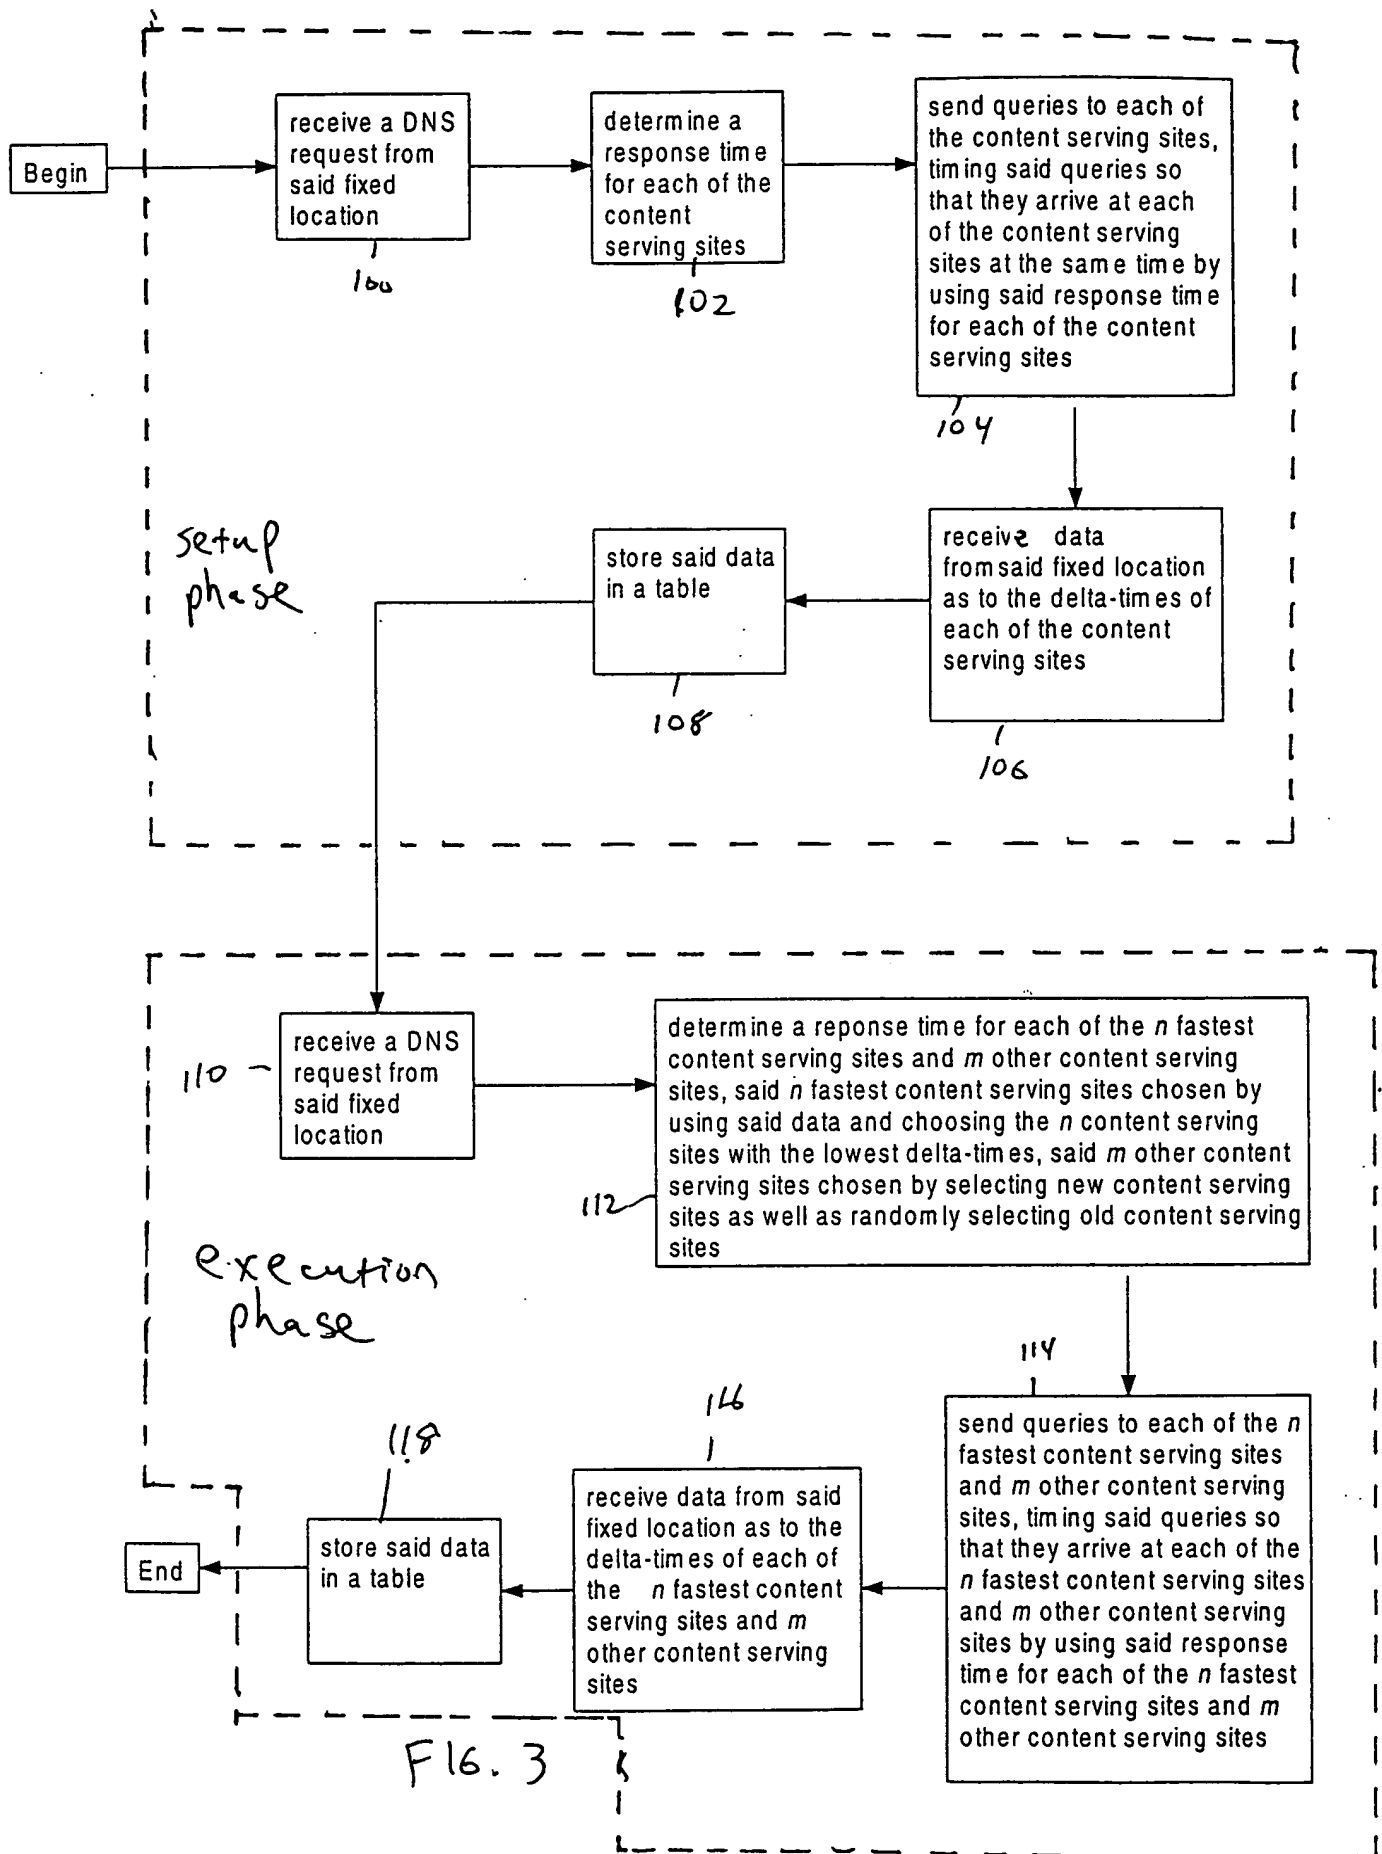 Begin
receive a DNS
request from
said fixed
location
100
determine a
response time
for each of the
content
serving sites
102
send queries to each of
the content serving sites,
timing said queries so
that they arrive at each
of the content serving
sites at the same time by
using said response time
for each of the content
serving sites
104
setup
phase
store said data
in a table
108
receive data
from said fixed location
as to the delta-times of
each of the content
serving sites
106
110
receive a DNS
request from
said fixed
location
determine a reponse time for each of the n fastest
content serving sites and m other content serving
sites, said n fastest content serving sites chosen by
using said data and choosing the n content serving
sites with the lowest delta-times, said m other content
serving sites chosen by selecting new content serving
sites as well as randomly selecting old content serving
sites
112
execution
phase
114
send queries to each of the n
fastest content serving sites
and m other content serving
sites, timing said queries so
that they arrive at each of the
n fastest content serving sites
and m other content serving
sites by using said response
time for each of the n fastest
content serving sites and m
other content serving sites
116
receive data from said
fixed location as to the
delta-times of each of
the n fastest content
serving sites and m
other content serving
sites
118
store said data
in a table
End
FIG. 3